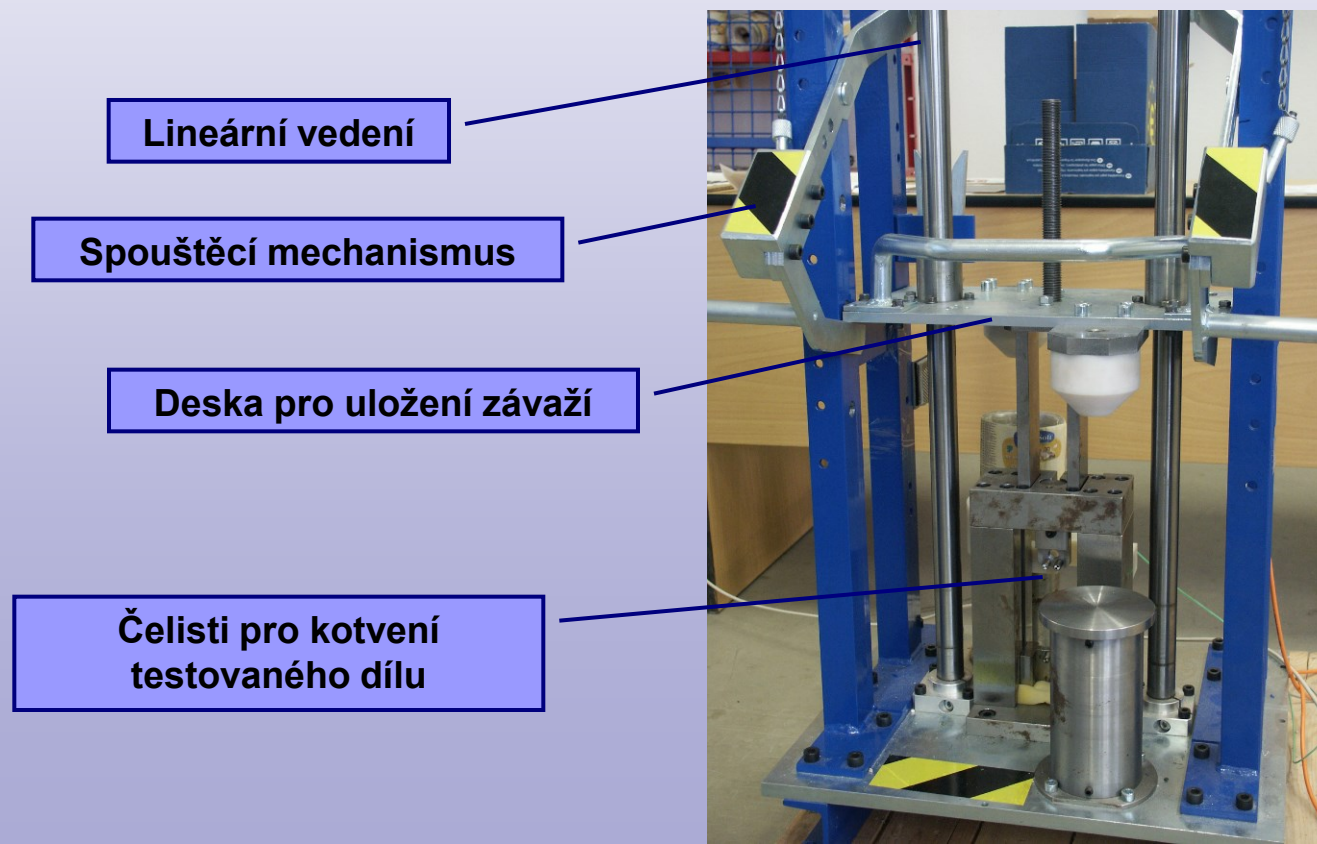 Lineární vedení
Spouštěcí mechanismus
Deska pro uložení závaží
Čelisti pro kotvení
testovaného dílu